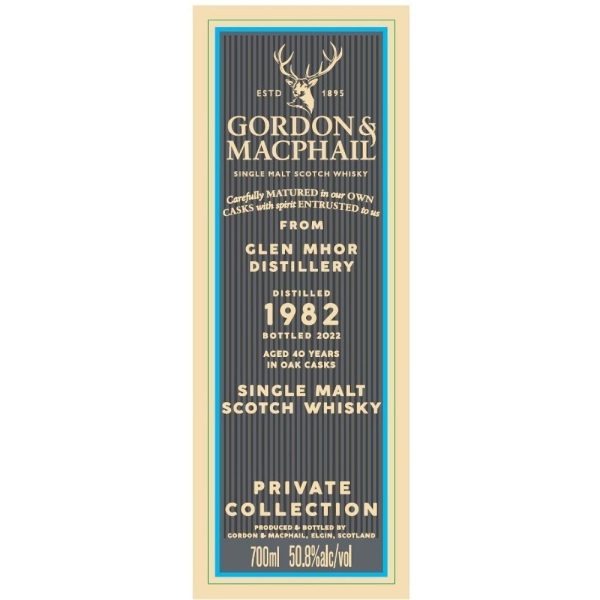 ESTD 1895
GORDON &
MACPHAIL
SINGLE MALT SCOTCH WHISKY
Carefully MATURED in our OWN
CASKS with spirit ENTRUSTED to us
FROM
GLEN MHOR
DISTILLERY
DISTILLED
1982
BOTTLED 2022
AGED 40 YEARS
IN OAK CASKS
SINGLE MALT
SCOTCH WHISKY
PRIVATE
COLLECTION
PRODUCED & BOTTLED BY
GORDON & MACPHAIL, ELGIN, SCOTLAND
700ml 50.8%alc/vol